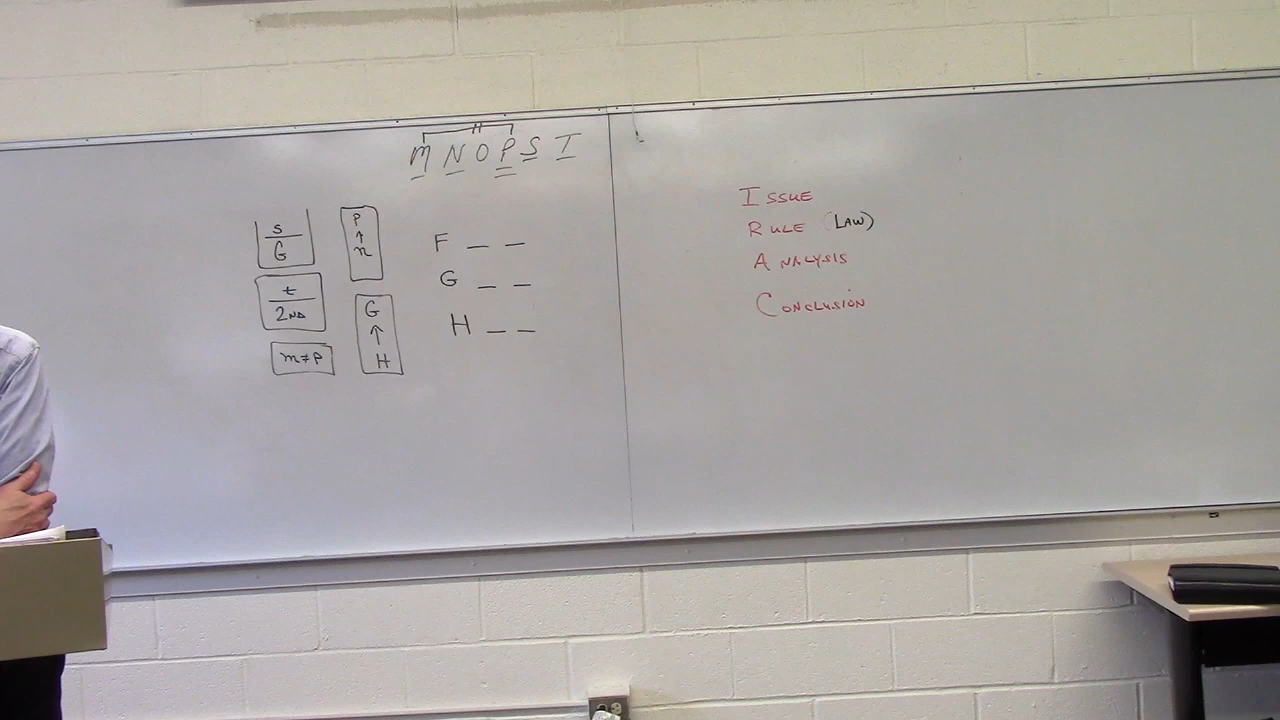 M N O P S I
S
G
P
↑
n
F _ _
t
2ND
G _ _
G
↑
H
H _ _
m ≠ P
ISSUE
RULE (LAW)
ANALYSIS
CONCLUSION